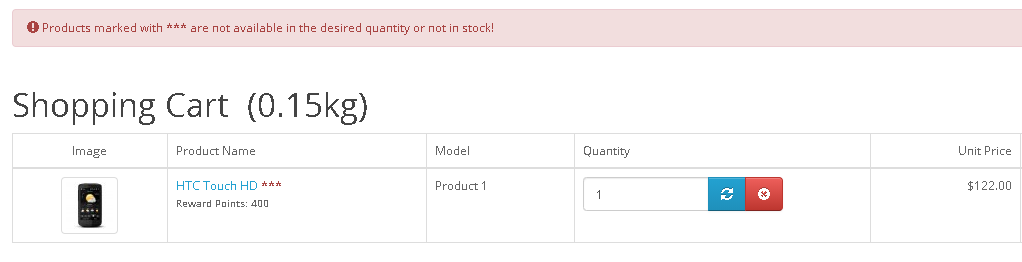 Products marked with *** are not available in the desired quantity or not in stock!
Shopping Cart (0.15kg)
Image Product Name Model Quantity Unit Price
HTC Touch HD *** Product 1 1 $122.00
Reward Points: 400